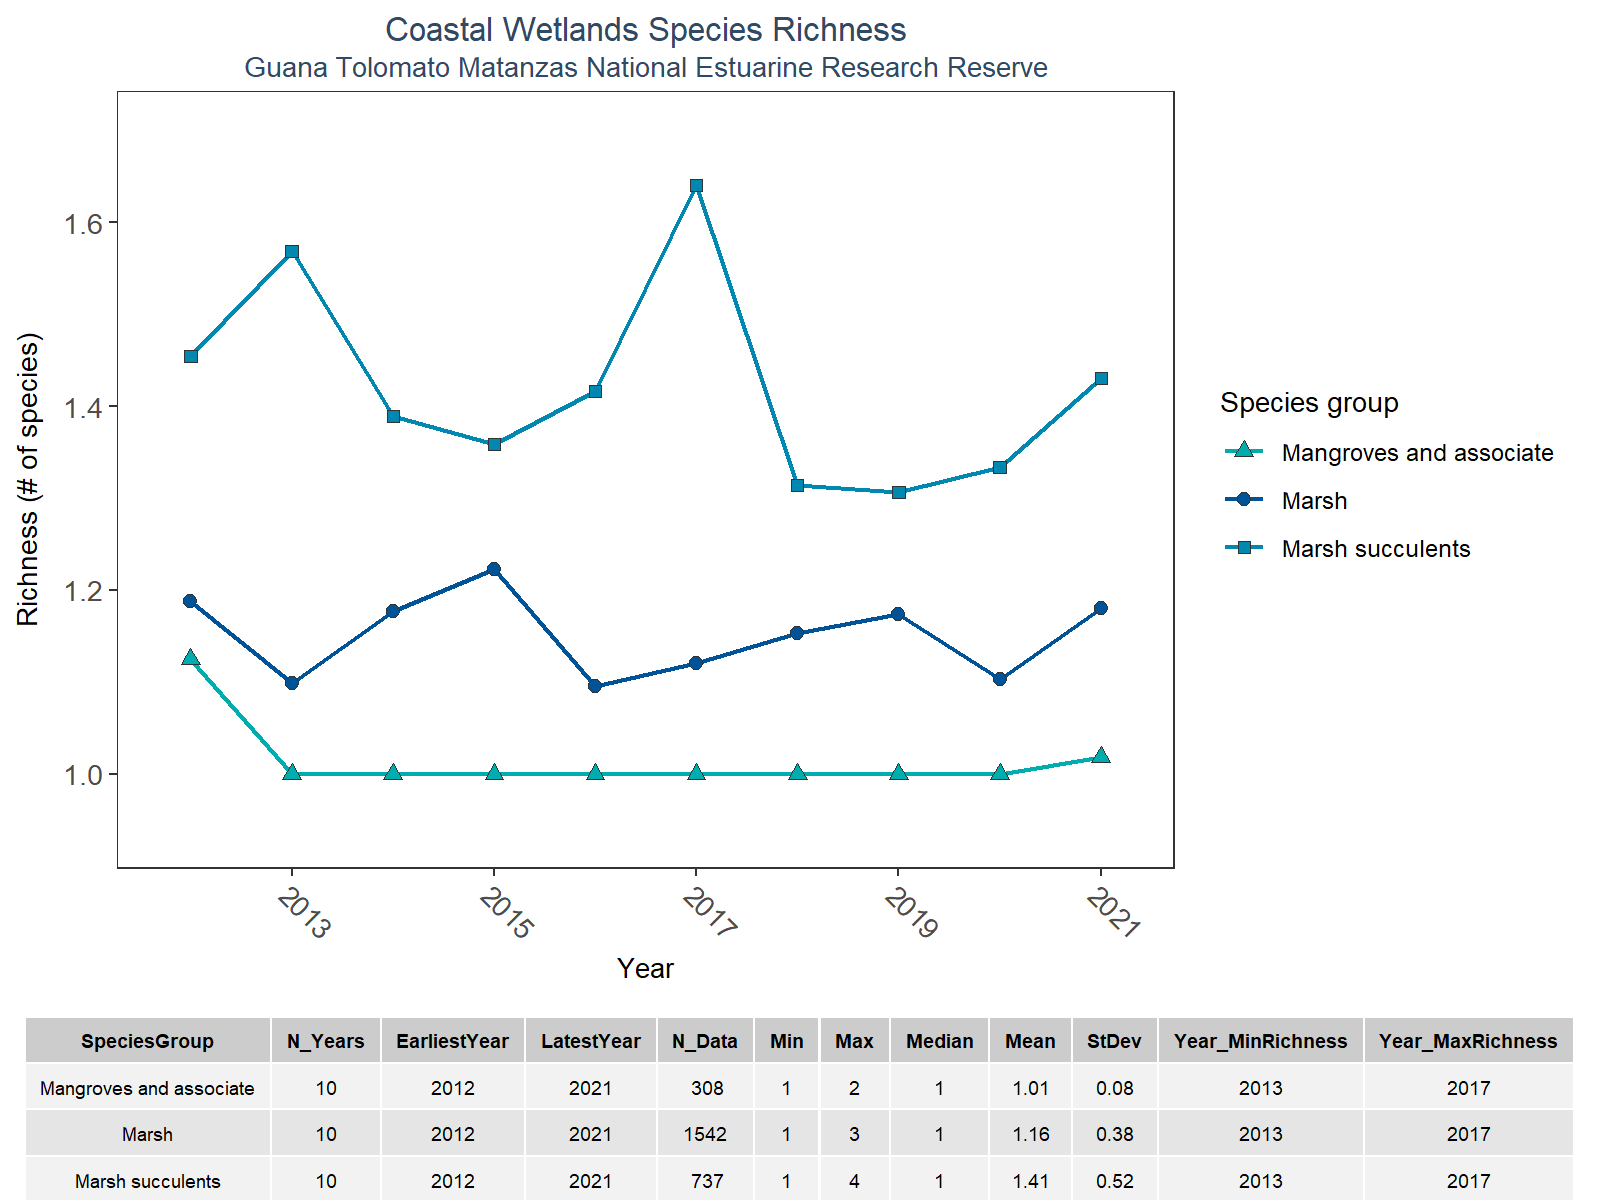 Coastal Wetlands Species Richness
Guana Tolomato Matanzas National Estuarine Research Reserve
Richness (# of species)
1.6
1.4
1.2
1.0
2013 2015 2017 2019 2021
Year
Species group
Mangroves and associate
Marsh
Marsh succulents
SpeciesGroup N_Years EarliestYear LatestYear N_Data Min Max Median Mean StDev Year_MinRichness Year_MaxRichness
Mangroves and associate 10 2012 2021 308 1 2 1 1.01 0.08 2013 2017
Marsh 10 2012 2021 1542 1 3 1 1.16 0.38 2013 2017
Marsh succulents 10 2012 2021 737 1 4 1 1.41 0.52 2013 2017